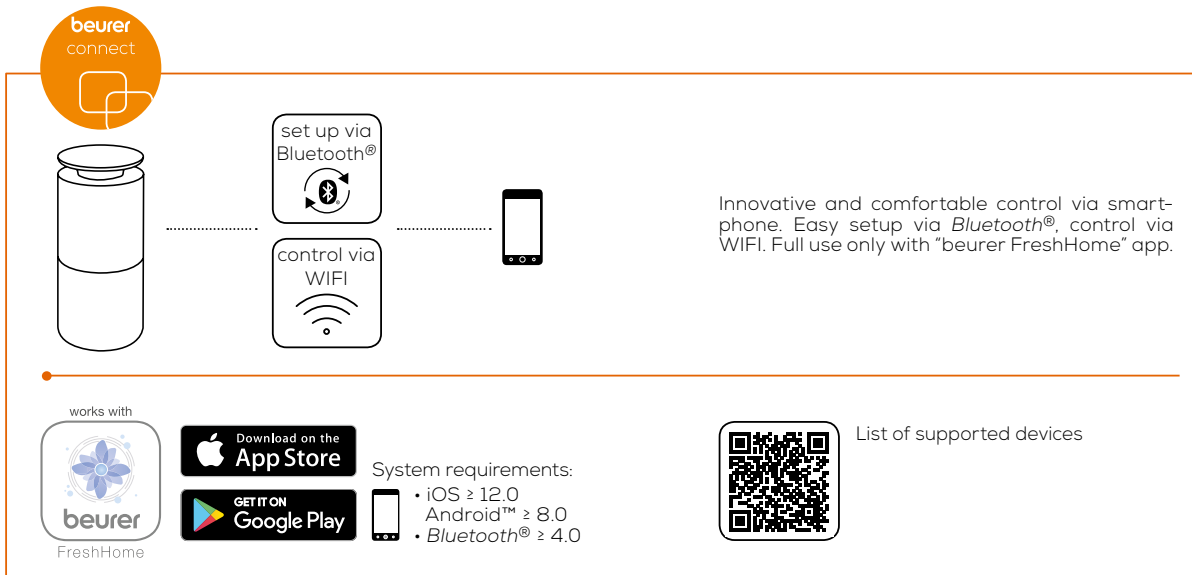 beurer
connect
set up via
Bluetooth®
control via
WIFI
Innovative and comfortable control via smart-
phone. Easy setup via Bluetooth®, control via
WIFI. Full use only with “beurer FreshHome” app.
works with
beurer
FreshHome
Download on the
App Store
GET IT ON
Google Play
System requirements:
• iOS ≥ 12.0
Android™ ≥ 8.0
• Bluetooth® ≥ 4.0
List of supported devices